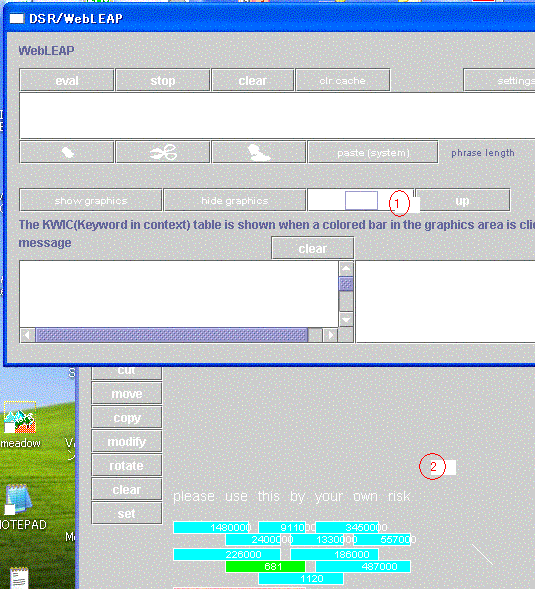 DSR/WebLEAP
WebLEAP
eval stop clear clr cache settings
paste (system) phrase length
show graphics hide graphics 1 up
The KWIC(Keyword in context) table is shown when a colored bar in the graphics area is clic
message
clear
cut
move
copy
modify
rotate
clear
set
meadow
NOTEPAD
2
please use this by your own risk
1480000 911000 3450000
2400000 1330000 557000
226000 186000
681 487000
1120